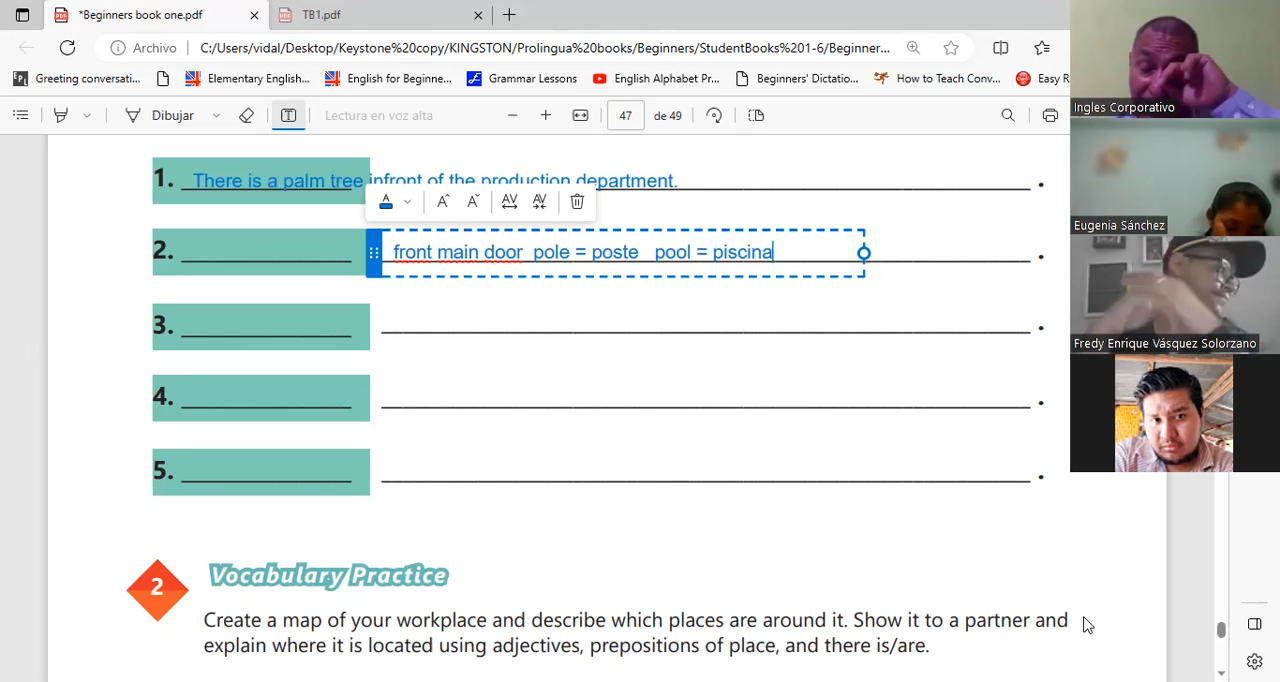 *Beginners book one.pdf
TB1.pdf
Archivo
C:/Users/vidal/Desktop/Keystone%20copy/KINGSTON/Prolingua%20books/Beginners/StudentBooks%201-6/Beginner...
Greeting conversati...
Elementary English...
English for Beginne...
Grammar Lessons
English Alphabet Pr...
Beginners' Dictatio...
How to Teach Conv...
Easy R
Dibujar
Lectura en voz alta
47 de 49
1. There is a palm tree infront of the production department. .
2. front main door pole = poste pool = piscina .
3. .
4. .
5. .
2 Vocabulary Practice
Create a map of your workplace and describe which places are around it. Show it to a partner and
explain where it is located using adjectives, prepositions of place, and there is/are.
Ingles Corporativo
Eugenia Sánchez
Fredy Enrique Vásquez Solorzano